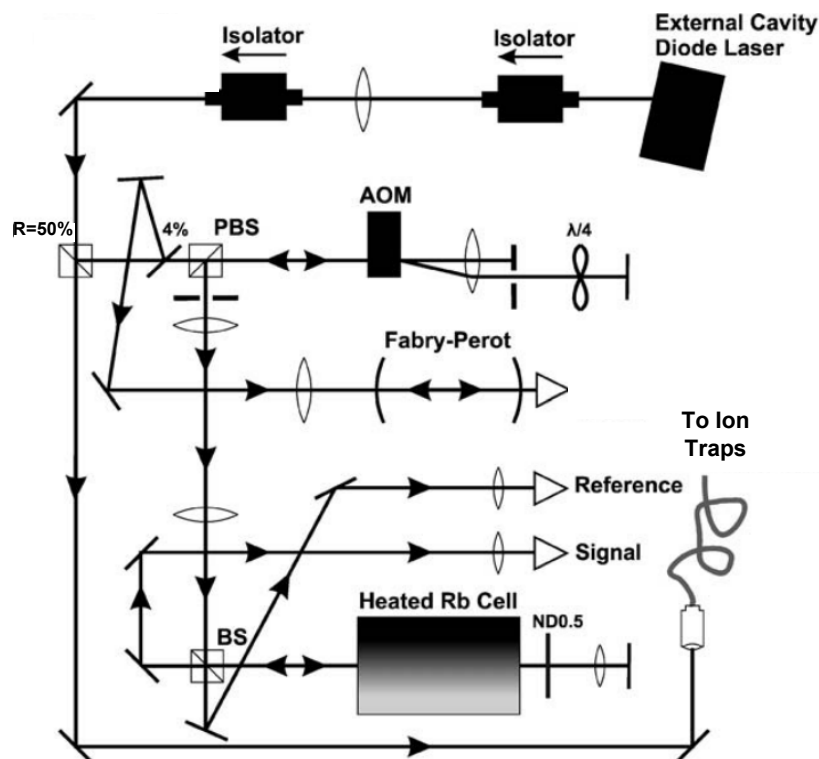 External Cavity
Diode Laser
Isolator
Isolator
AOM
λ/4
R=50%
4%
PBS
Fabry-Perot
To Ion
Traps
Reference
Signal
Heated Rb Cell
ND0.5
BS